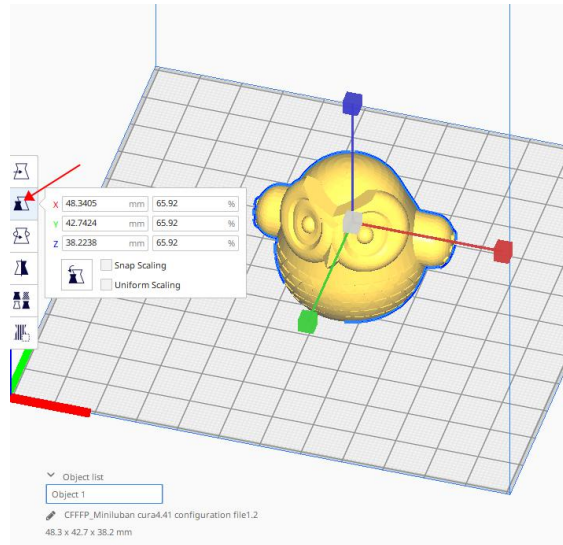 X 48.3405 mm 65.92 %
Y 42.7424 mm 65.92 %
Z 38.2238 mm 65.92 %
Snap Scaling
Uniform Scaling
Object list
Object 1
CFFFP_Miniluban cura4.41 configuration file1.2
48.3 x 42.7 x 38.2 mm